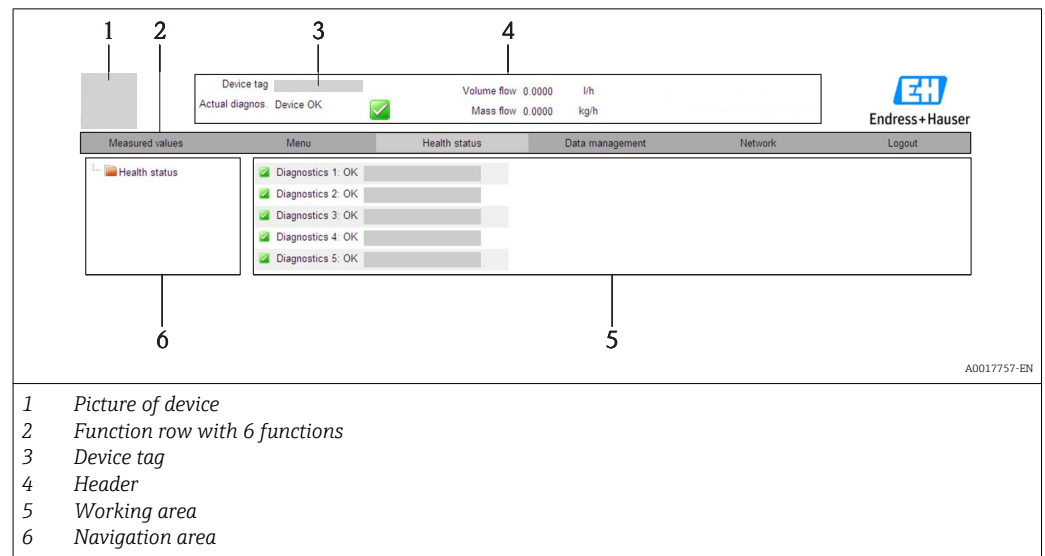 1 2 3 4
Device tag
Volume flow 0.0000 l/h
Actual diagnos. Device OK
Mass flow 0.0000 kg/h
EH
Endress+Hauser
Measured values Menu Health status Data management Network Logout
Health status
Diagnostics 1: OK
Diagnostics 2: OK
Diagnostics 3: OK
Diagnostics 4: OK
Diagnostics 5: OK
6 5
A0017757-EN
1 Picture of device
2 Function row with 6 functions
3 Device tag
4 Header
5 Working area
6 Navigation area